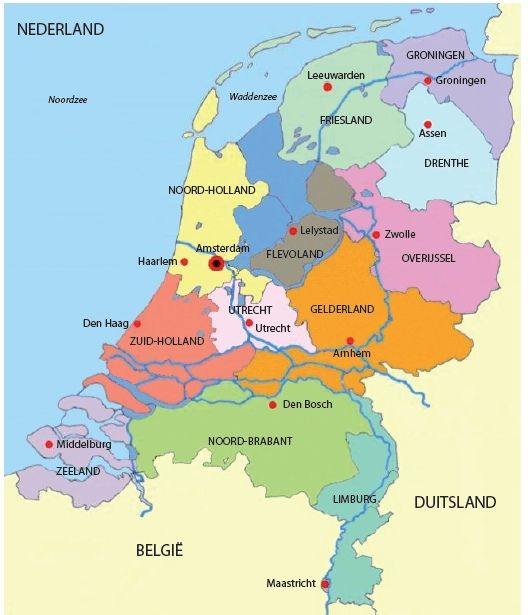 NEDERLAND
GRONINGEN
Leeuwarden
Groningen
Noordzee
Waddenzee
FRIESLAND
Assen
DRENTHE
NOORD-HOLLAND
Lelystad
Zwolle
Amsterdam
FLEVOLAND
OVERIJSSEL
Haarlem
GELDERLAND
UTRECHT
Den Haag
Utrecht
ZUID-HOLLAND
Arnhem
Den Bosch
NOORD-BRABANT
Middelburg
ZEELAND
LIMBURG
DUITSLAND
BELGIË
Maastricht